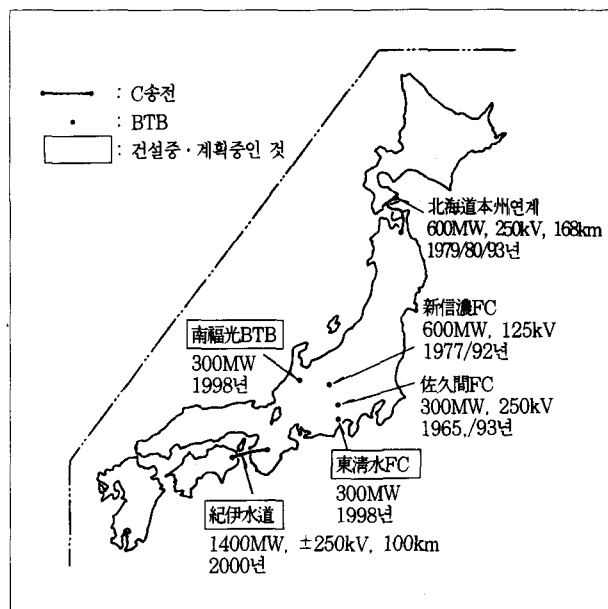 : C송전
: BTB
: 건설중·계획중인 것
北海道本州연계
600MW, 250kV, 168km
1979/80/93년
新信濃FC
600MW, 125kV
1977/92년
南福光BTB
300MW
1998년
佐久間FC
300MW, 250kV
1965,/93년
東淸水FC
300MW
1998년
紀伊水道
1400MW, ±250kV, 100km
2000년